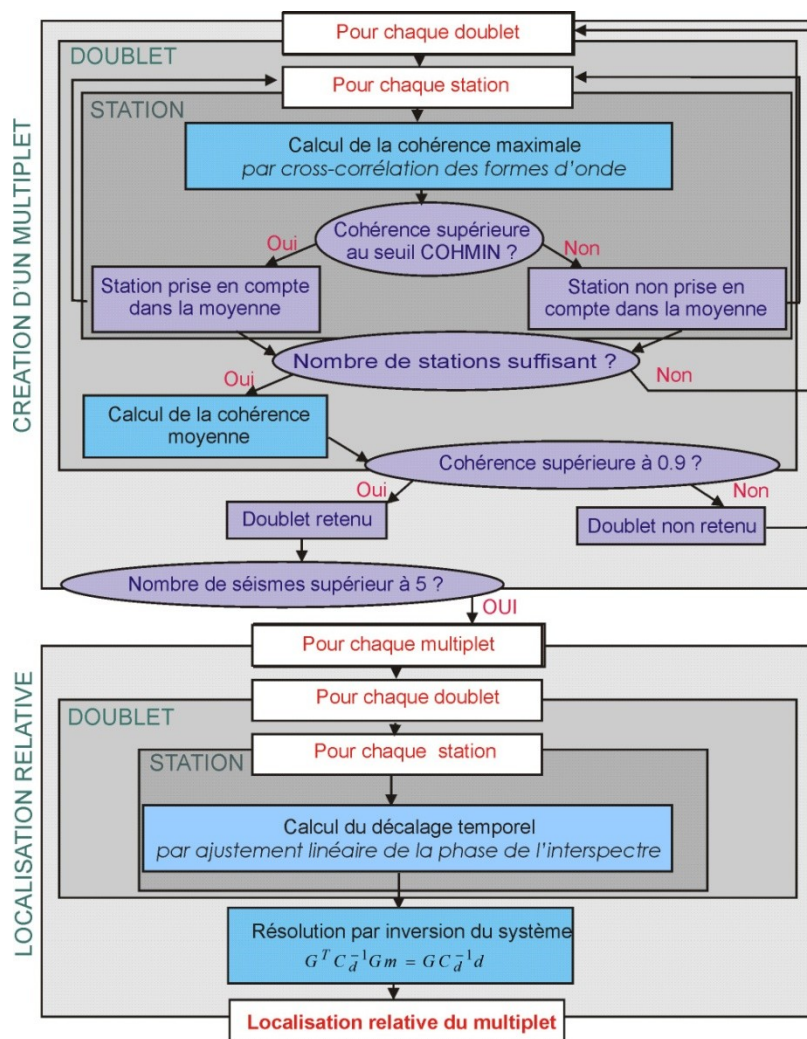 CREATION D'UN MULTIPLET
Pour chaque doublet
DOUBLET
Pour chaque station
STATION
Calcul de la cohérence maximale
par cross-corrélation des formes d'onde
Cohérence supérieure
au seuil COHMIN ?
Oui
Non
Station prise en compte
dans la moyenne
Station non prise en
compte dans la moyenne
Nombre de stations suffisant ?
Oui
Non
Calcul de la cohérence
moyenne
Cohérence supérieure à 0.9 ?
Oui
Non
Doublet retenu
Doublet non retenu
Nombre de séismes supérieur à 5 ?
OUI
LOCALISATION RELATIVE
Pour chaque multiplet
Pour chaque doublet
DOUBLET
Pour chaque station
STATION
Calcul du décalage temporel
par ajustement linéaire de la phase de l'interspectre
Résolution par inversion du système
G^T C_d^-1 G m = G C_d^-1 d
Localisation relative du multiplet